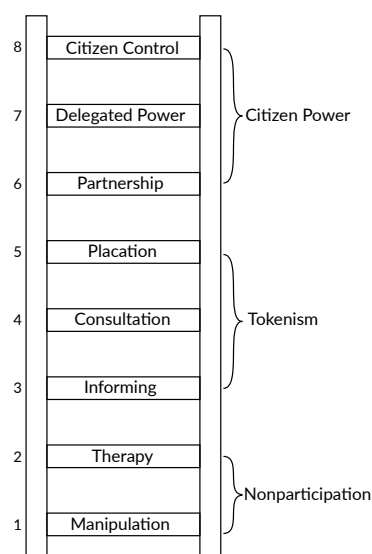 8 Citizen Control
7 Delegated Power
Citizen Power
6 Partnership
5 Placation
4 Consultation
Tokenism
3 Informing
2 Therapy
Nonparticipation
1 Manipulation